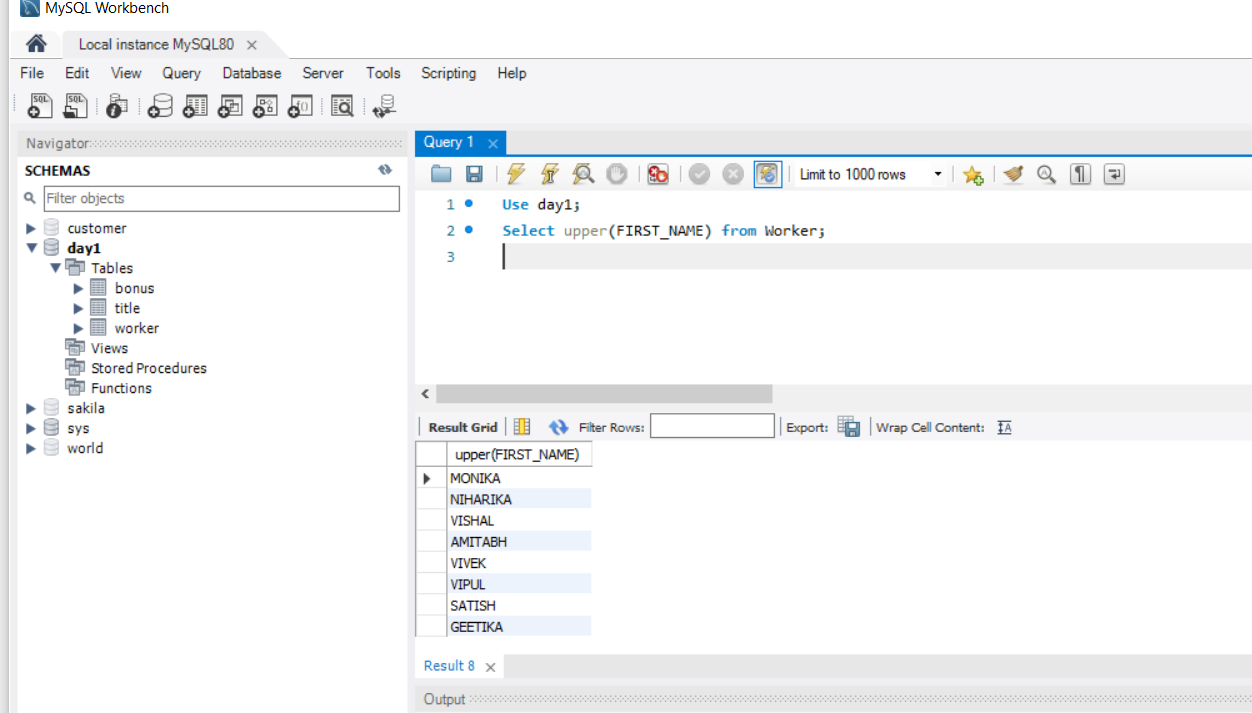 MySQL Workbench
Local instance MySQL80
File Edit View Query Database Server Tools Scripting Help
Navigator
SCHEMAS
Filter objects
customer
day1
Tables
bonus
title
worker
Views
Stored Procedures
Functions
sakila
sys
world
Query 1
Limit to 1000 rows
1 Use day1;
2 Select upper(FIRST_NAME) from Worker;
3
Result Grid Filter Rows: Export: Wrap Cell Content:
upper(FIRST_NAME)
MONIKA
NIHARIKA
VISHAL
AMITABH
VIVEK
VIPUL
SATISH
GEETIKA
Result 8
Output